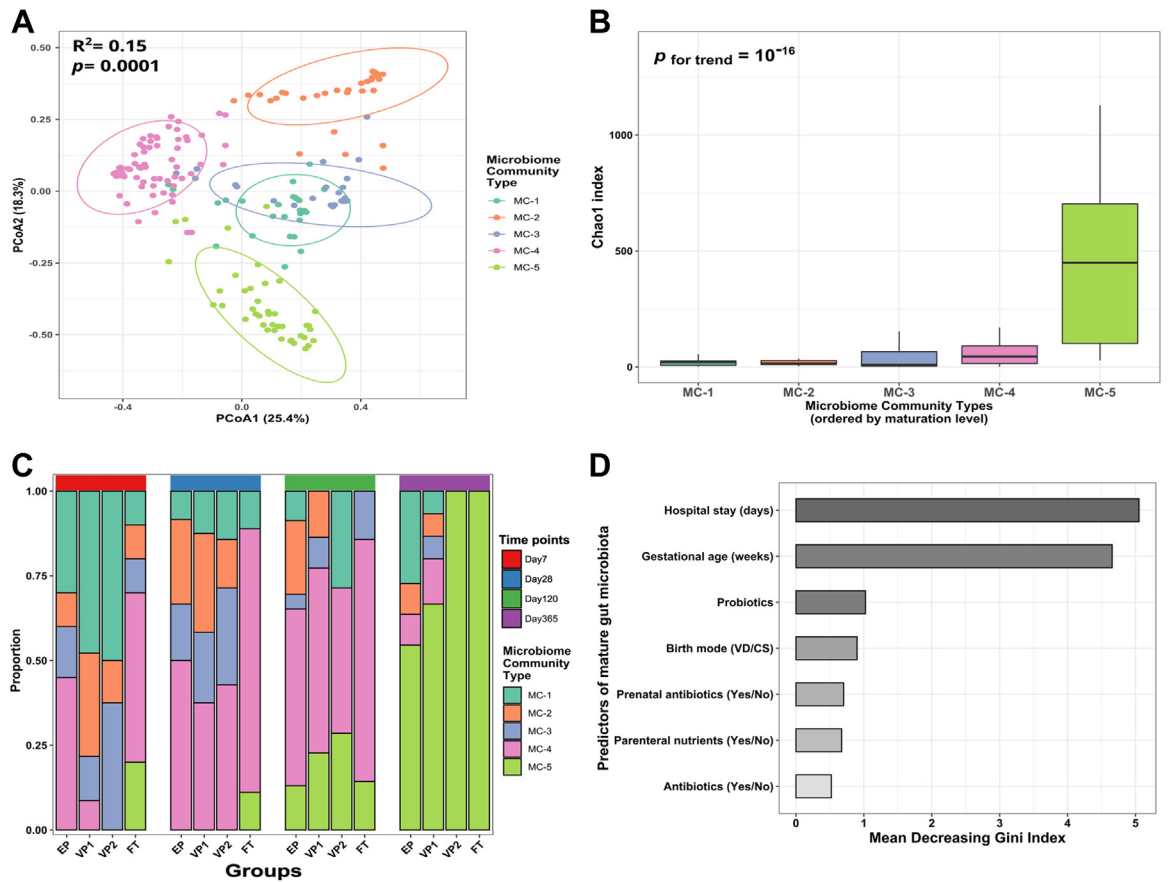 A
R2= 0.15
p= 0.0001
0.50
0.25
0.00
-0.25
-0.50
PCoA2 (18.3%)
-0.4
0.0
0.4
PCoA1 (25.4%)
Microbiome
Community
Type
MC-1
MC-2
MC-3
MC-4
MC-5
B
p for trend = 10-16
1000
500
0
Chao1 index
MC-1
MC-2
MC-3
MC-4
MC-5
Microbiome Community Types
(ordered by maturation level)
C
1.00
0.75
0.50
0.25
0.00
Proportion
EP
VP1
VP2
FT
EP
VP1
VP2
FT
EP
VP1
VP2
FT
EP
VP1
VP2
FT
Groups
Time points
Day7
Day28
Day120
Day365
Microbiome
Community
Type
MC-1
MC-2
MC-3
MC-4
MC-5
D
Predictors of mature gut microbiota
Hospital stay (days)
Gestational age (weeks)
Probiotics
Birth mode (VD/CS)
Prenatal antibiotics (Yes/No)
Parenteral nutrients (Yes/No)
Antibiotics (Yes/No)
0
1
2
3
4
5
Mean Decreasing Gini Index